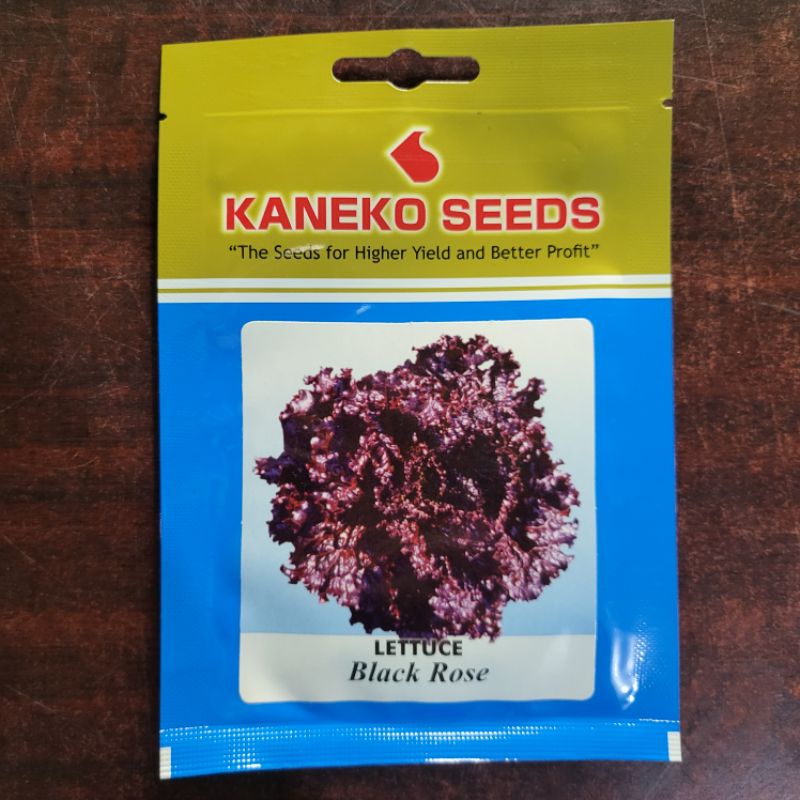 KANEKO SEEDS
“The Seeds for Higher Yield and Better Profit”
LETTUCE
Black Rose